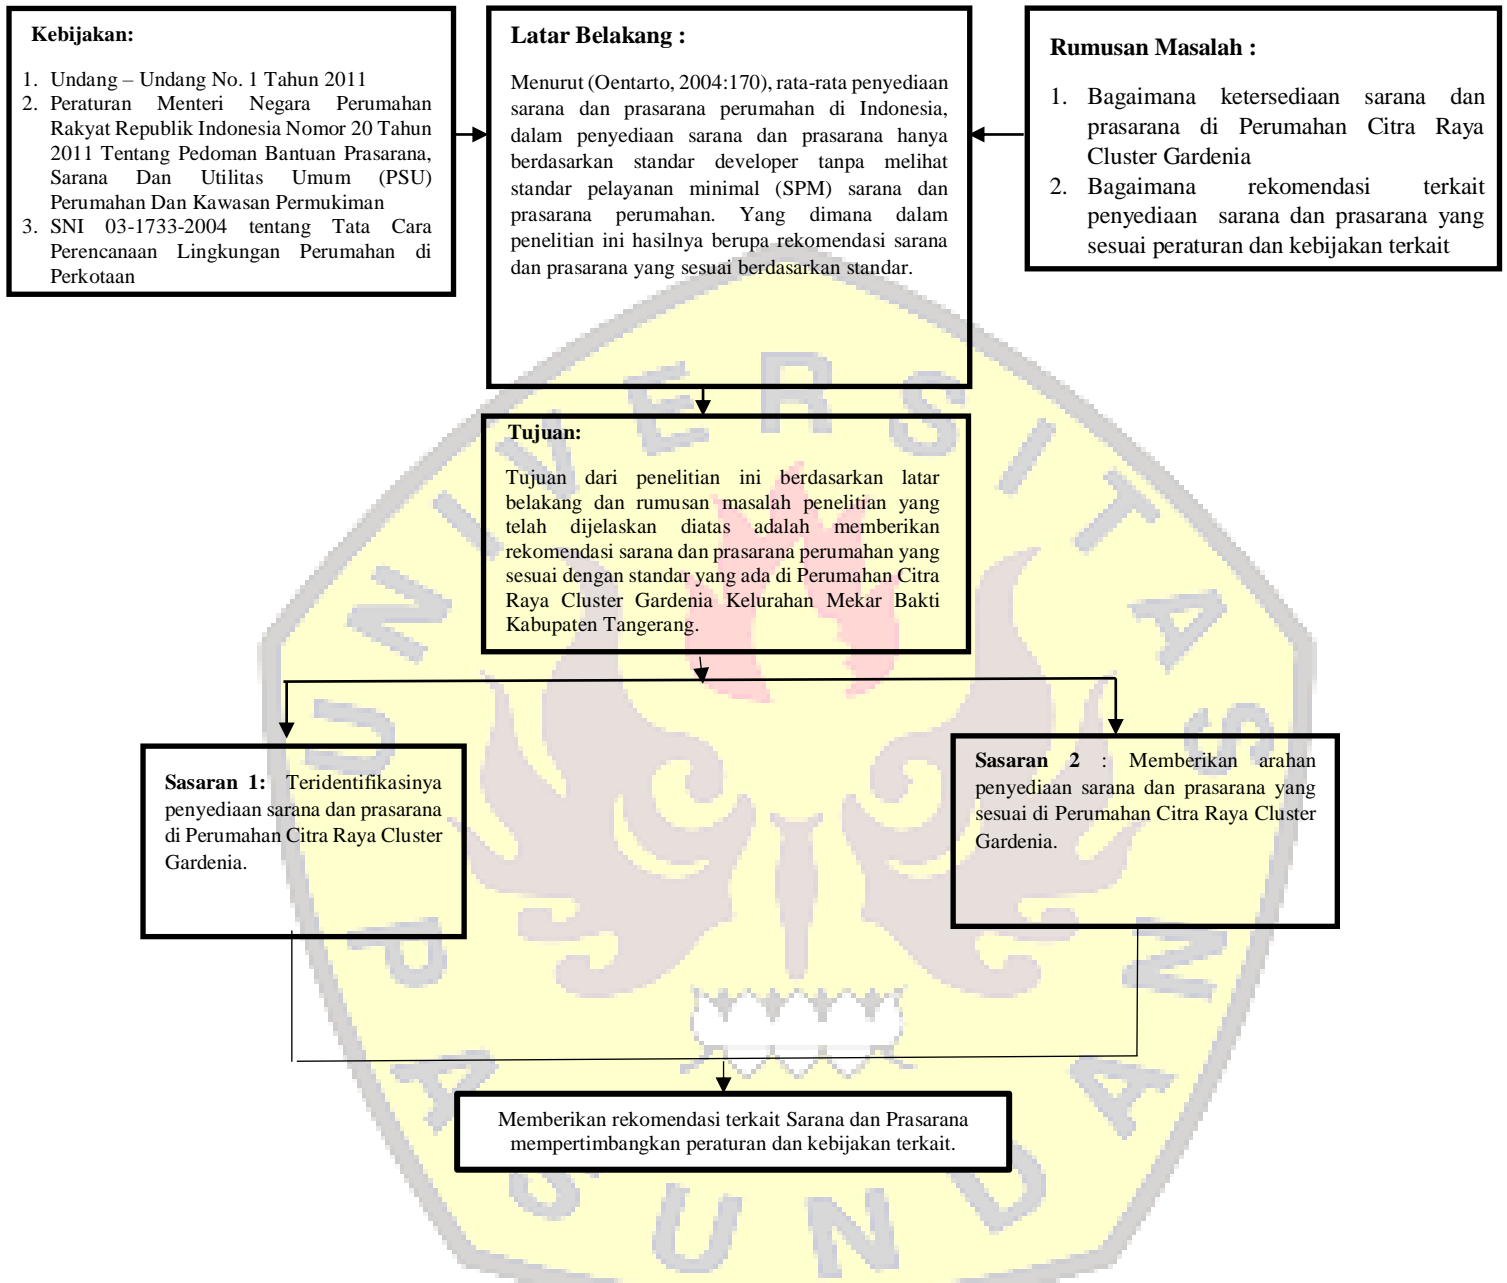 Kebijakan:
1. Undang – Undang No. 1 Tahun 2011
2. Peraturan Menteri Negara Perumahan
Rakyat Republik Indonesia Nomor 20 Tahun
2011 Tentang Pedoman Bantuan Prasarana,
Sarana Dan Utilitas Umum (PSU)
Perumahan Dan Kawasan Permukiman
3. SNI 03-1733-2004 tentang Tata Cara
Perencanaan Lingkungan Perumahan di
Perkotaan
Latar Belakang :
Menurut (Oentarto, 2004:170), rata-rata penyediaan
sarana dan prasarana perumahan di Indonesia,
dalam penyediaan sarana dan prasarana hanya
berdasarkan standar developer tanpa melihat
standar pelayanan minimal (SPM) sarana dan
prasarana perumahan. Yang dimana dalam
penelitian ini hasilnya berupa rekomendasi sarana
dan prasarana yang sesuai berdasarkan standar.
Rumusan Masalah :
1. Bagaimana ketersediaan sarana dan
prasarana di Perumahan Citra Raya
Cluster Gardenia
2. Bagaimana rekomendasi terkait
penyediaan sarana dan prasarana yang
sesuai peraturan dan kebijakan terkait
Tujuan:
Tujuan dari penelitian ini berdasarkan latar
belakang dan rumusan masalah penelitian yang
telah dijelaskan diatas adalah memberikan
rekomendasi sarana dan prasarana perumahan yang
sesuai dengan standar yang ada di Perumahan Citra
Raya Cluster Gardenia Kelurahan Mekar Bakti
Kabupaten Tangerang.
Sasaran 1: Teridentifikasinya
penyediaan sarana dan prasarana
di Perumahan Citra Raya Cluster
Gardenia.
Sasaran 2 : Memberikan arahan
penyediaan sarana dan prasarana yang
sesuai di Perumahan Citra Raya Cluster
Gardenia.
Memberikan rekomendasi terkait Sarana dan Prasarana
mempertimbangkan peraturan dan kebijakan terkait.
UNIVERSITAS
PASUNDAN